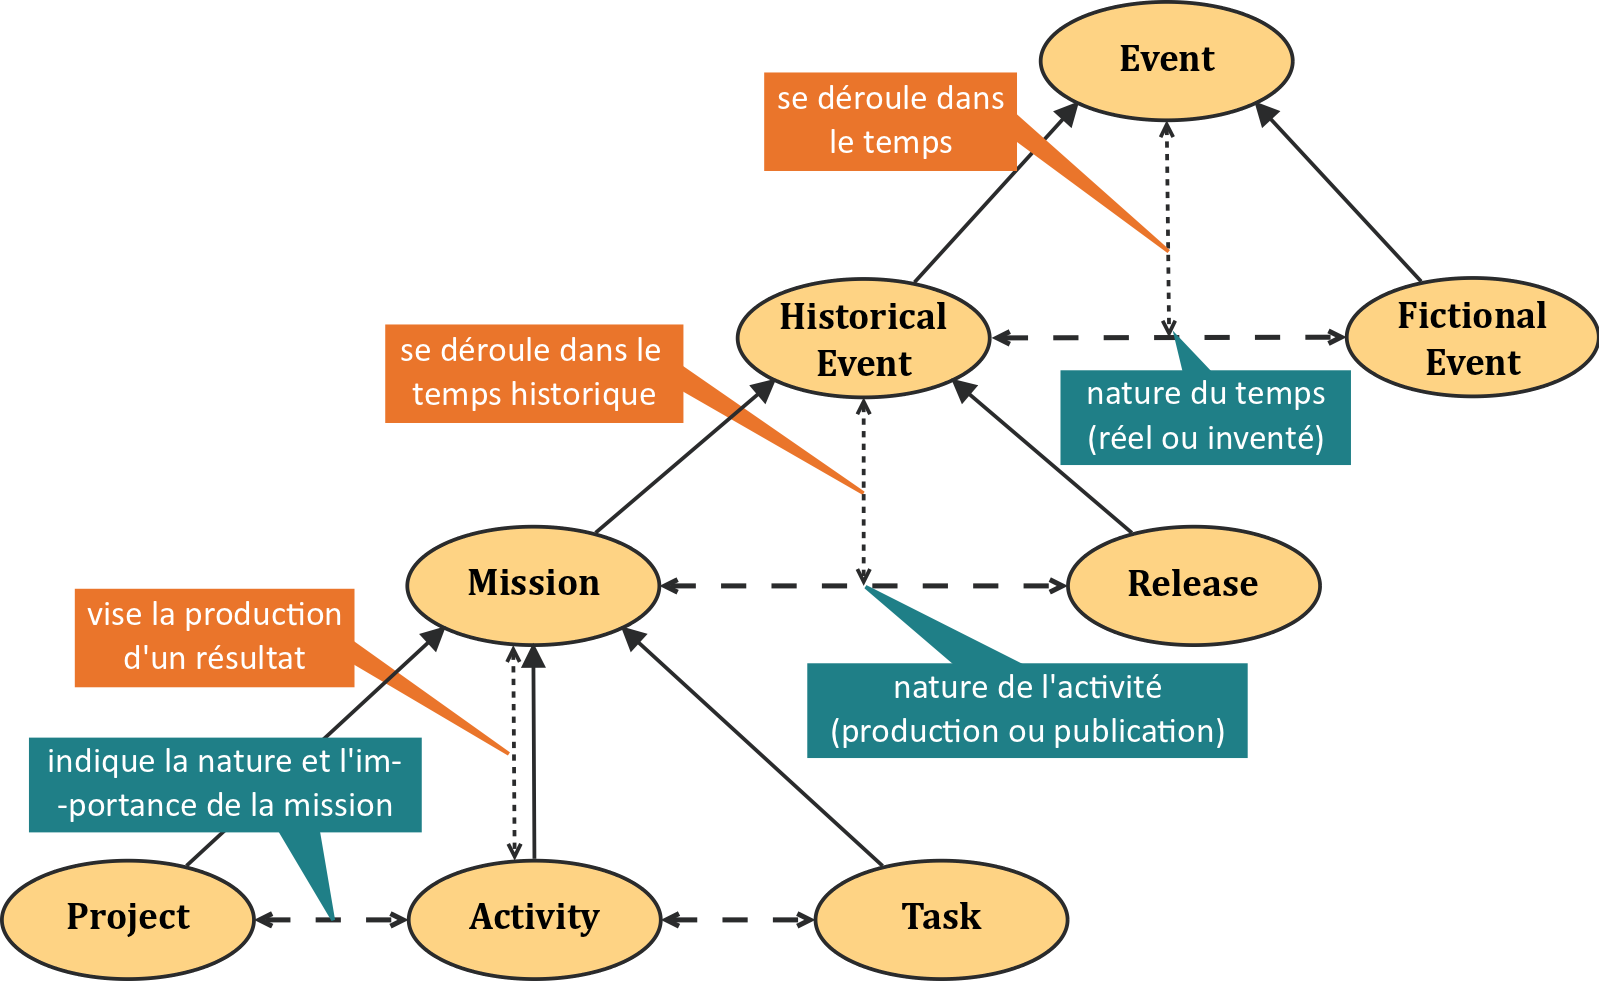 Event
se déroule dans
le temps
Historical
Event
Fictional
Event
se déroule dans le
temps historique
nature du temps
(réel ou inventé)
Mission
Release
vise la production
d'un résultat
nature de l'activité
(production ou publication)
indique la nature et l'im-
-portance de la mission
Project
Activity
Task